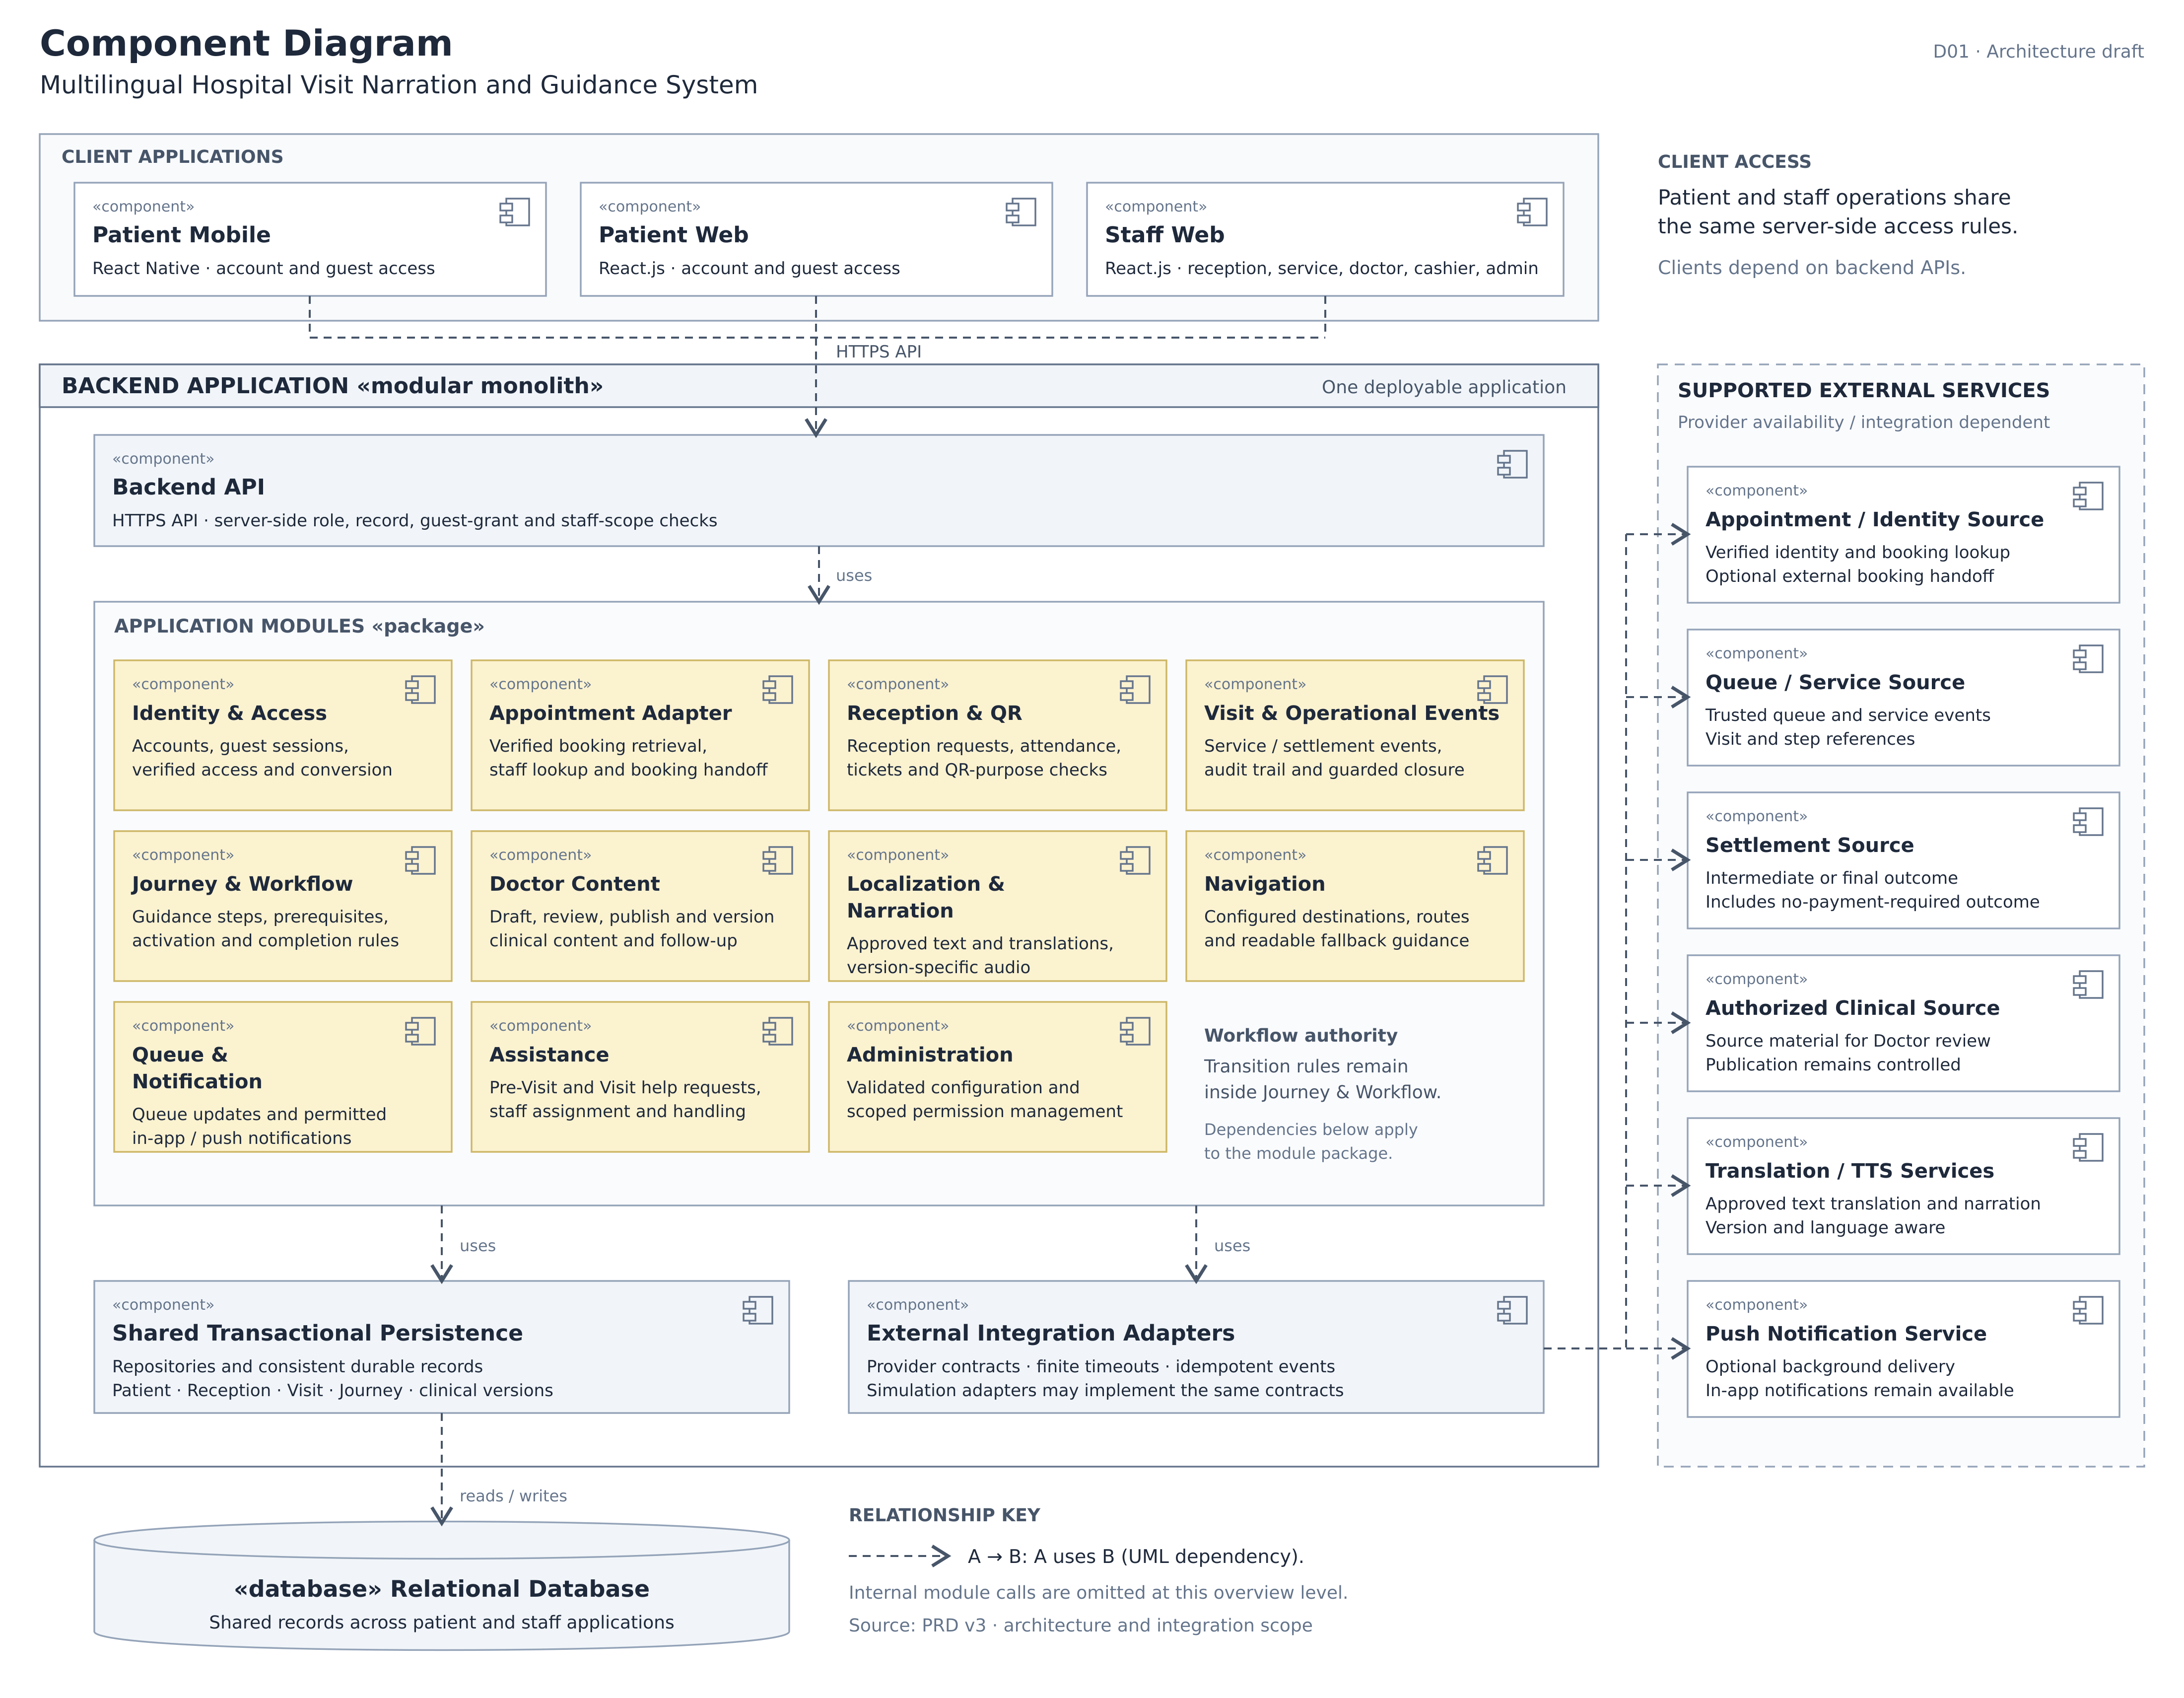 Component Diagram
D01 · Architecture draft
Multilingual Hospital Visit Narration and Guidance System
CLIENT APPLICATIONS
«component»
Patient Mobile
React Native · account and guest access
«component»
Patient Web
React.js · account and guest access
«component»
Staff Web
React.js · reception, service, doctor, cashier, admin
CLIENT ACCESS
Patient and staff operations share
the same server-side access rules.
Clients depend on backend APIs.
HTTPS API
BACKEND APPLICATION «modular monolith»
One deployable application
«component»
Backend API
HTTPS API · server-side role, record, guest-grant and staff-scope checks
uses
APPLICATION MODULES «package»
«component»
Identity & Access
Accounts, guest sessions,
verified access and conversion
«component»
Appointment Adapter
Verified booking retrieval,
staff lookup and booking handoff
«component»
Reception & QR
Reception requests, attendance,
tickets and QR-purpose checks
«component»
Visit & Operational Events
Service / settlement events,
audit trail and guarded closure
«component»
Journey & Workflow
Guidance steps, prerequisites,
activation and completion rules
«component»
Doctor Content
Draft, review, publish and version
clinical content and follow-up
«component»
Localization &
Narration
Approved text and translations,
version-specific audio
«component»
Navigation
Configured destinations, routes
and readable fallback guidance
«component»
Queue &
Notification
Queue updates and permitted
in-app / push notifications
«component»
Assistance
Pre-Visit and Visit help requests,
staff assignment and handling
«component»
Administration
Validated configuration and
scoped permission management
Workflow authority
Transition rules remain
inside Journey & Workflow.
Dependencies below apply
to the module package.
uses
uses
«component»
Shared Transactional Persistence
Repositories and consistent durable records
Patient · Reception · Visit · Journey · clinical versions
«component»
External Integration Adapters
Provider contracts · finite timeouts · idempotent events
Simulation adapters may implement the same contracts
SUPPORTED EXTERNAL SERVICES
Provider availability / integration dependent
«component»
Appointment / Identity Source
Verified identity and booking lookup
Optional external booking handoff
«component»
Queue / Service Source
Trusted queue and service events
Visit and step references
«component»
Settlement Source
Intermediate or final outcome
Includes no-payment-required outcome
«component»
Authorized Clinical Source
Source material for Doctor review
Publication remains controlled
«component»
Translation / TTS Services
Approved text translation and narration
Version and language aware
«component»
Push Notification Service
Optional background delivery
In-app notifications remain available
reads / writes
«database» Relational Database
Shared records across patient and staff applications
RELATIONSHIP KEY
A → B: A uses B (UML dependency).
Internal module calls are omitted at this overview level.
Source: PRD v3 · architecture and integration scope